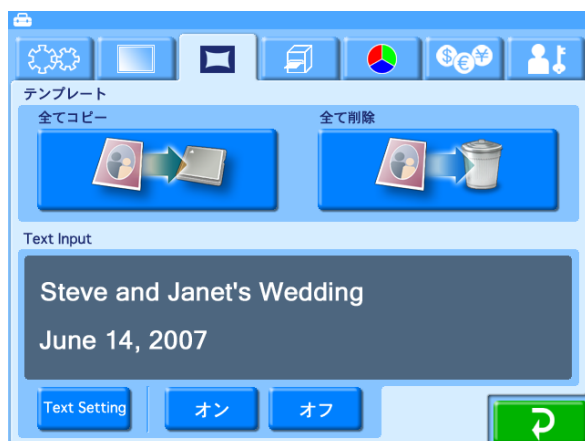 テンプレート
全てコピー
全て削除
Text Input
Steve and Janet's Wedding
June 14, 2007
Text Setting
オン
オフ